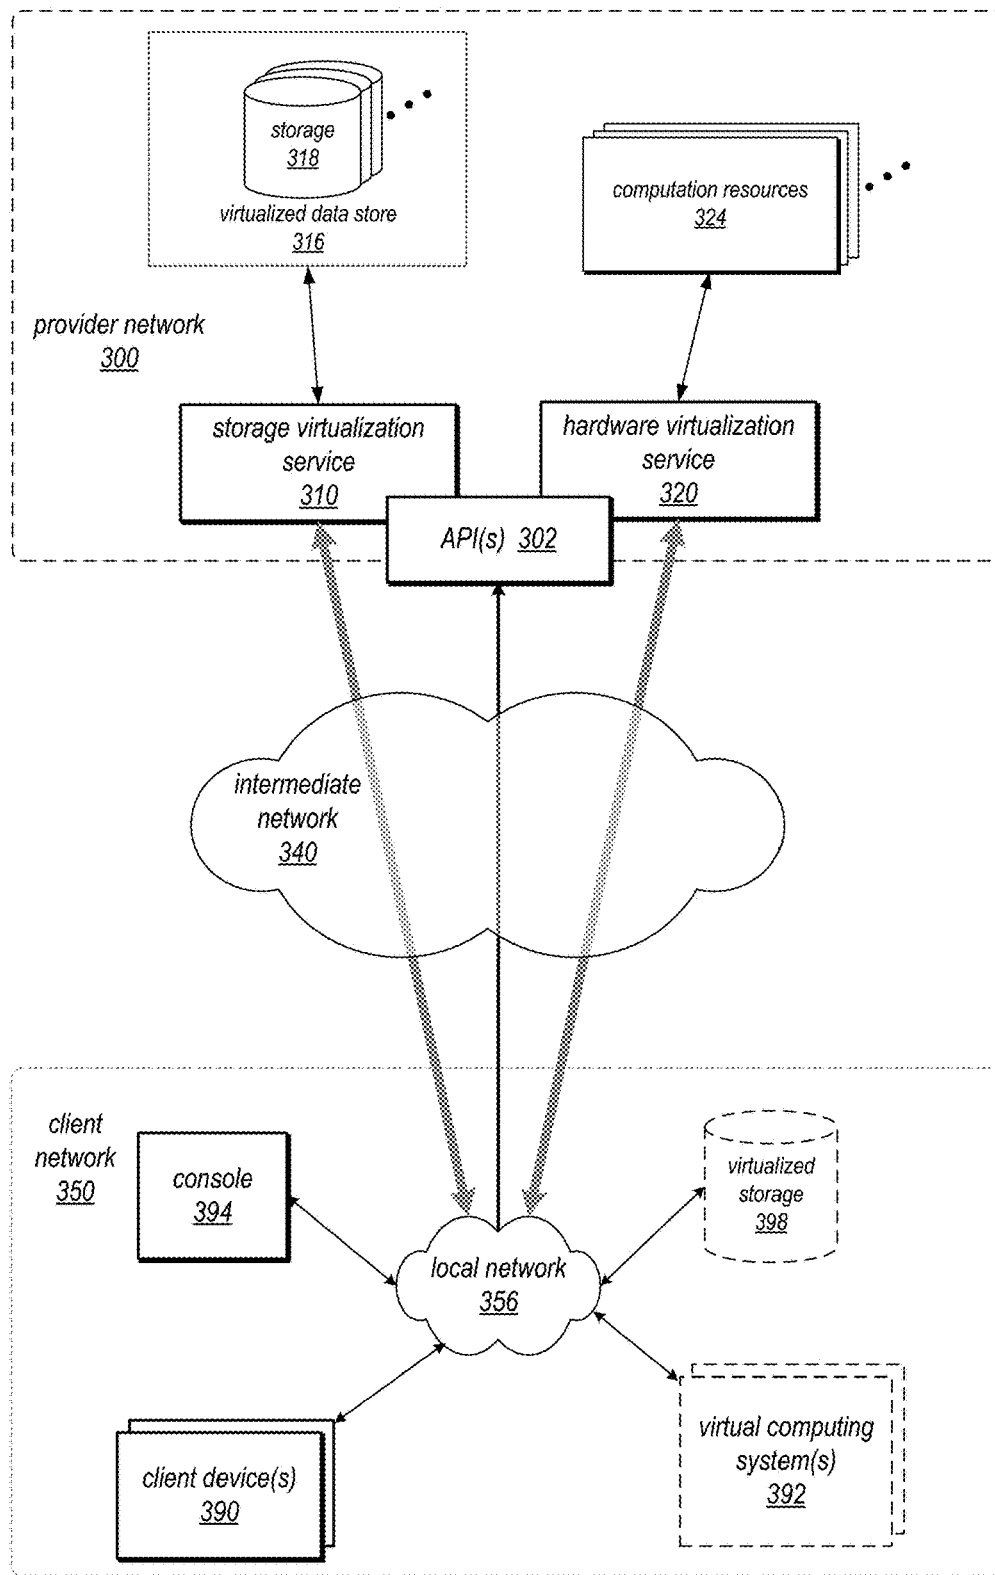 storage
318
virtualized data store
316
computation resources
324
provider network
300
storage virtualization
service
310
hardware virtualization
service
320
API(s) 302
intermediate
network
340
client
network
350
console
394
virtualized
storage
398
local network
356
client device(s)
390
virtual computing
system(s)
392